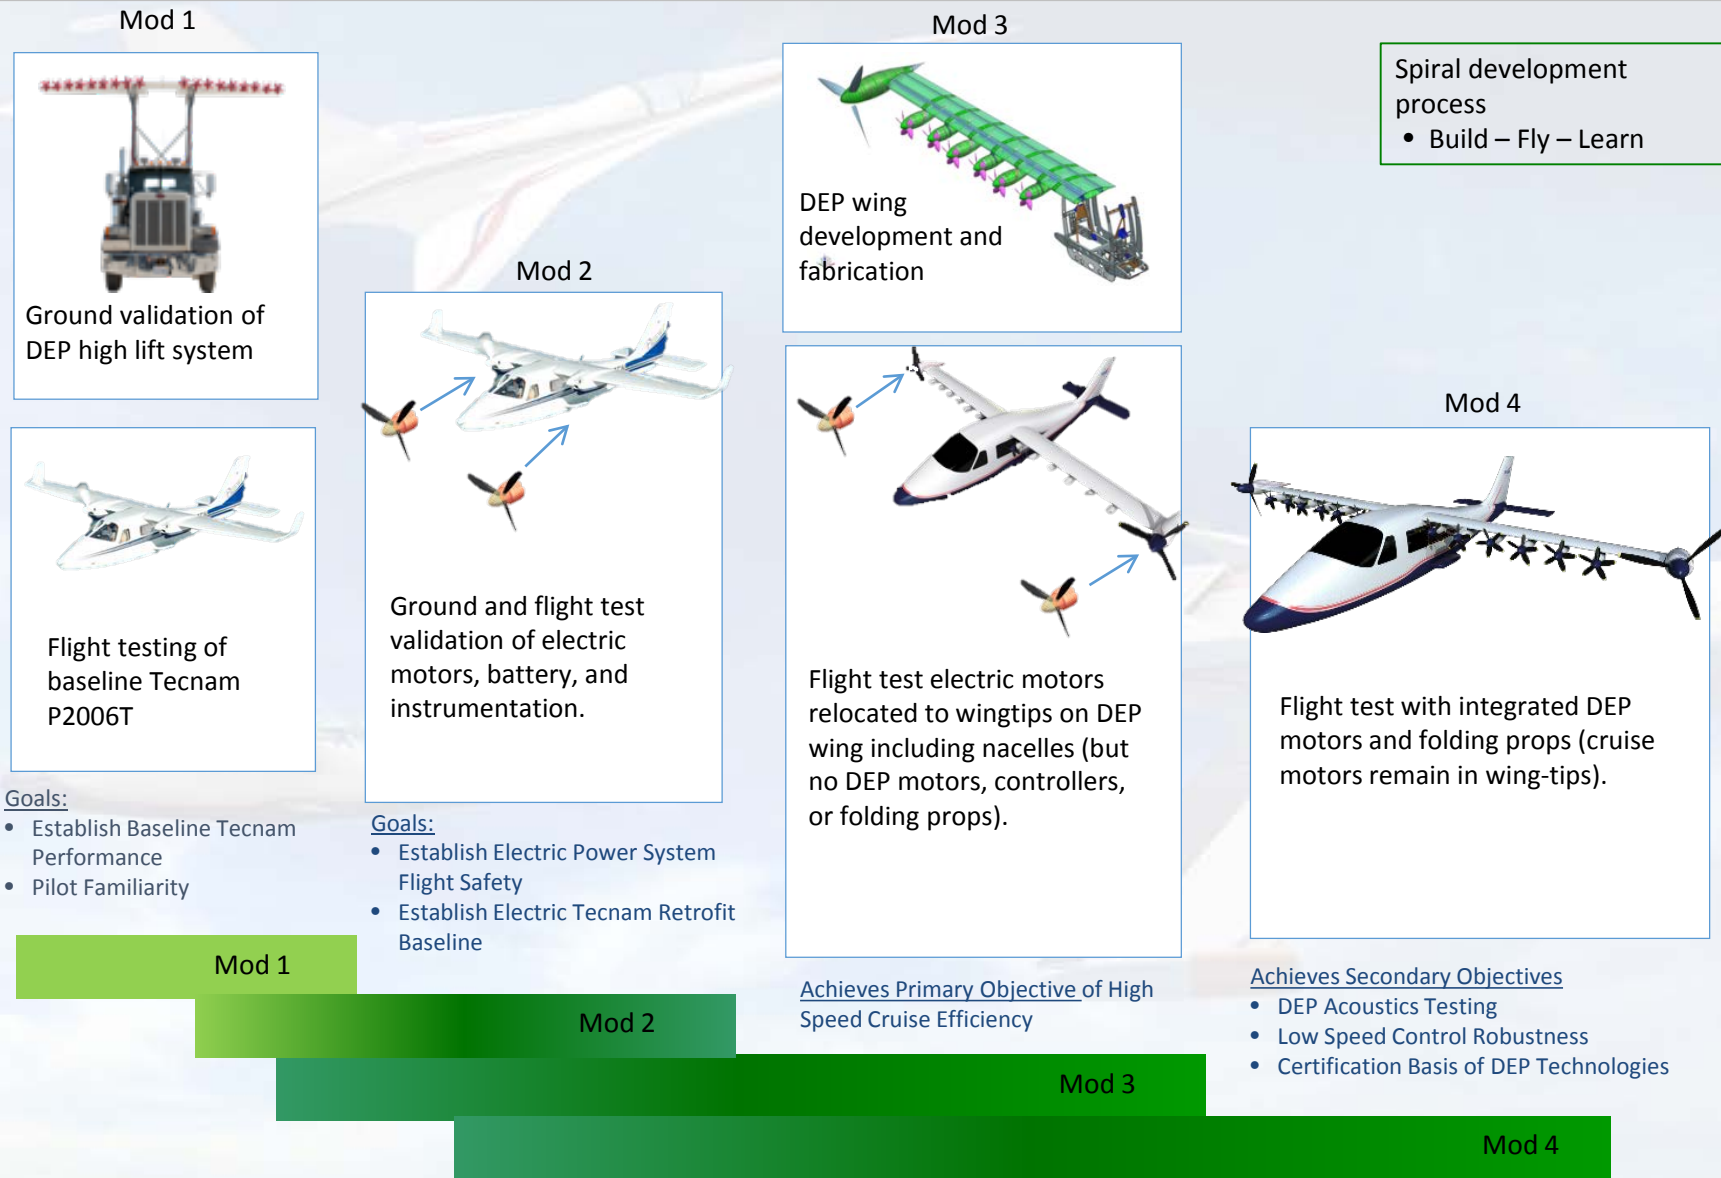 Mod 1
Ground validation of
DEP high lift system
Flight testing of
baseline Tecnam
P2006T
Goals:
• Establish Baseline Tecnam
Performance
• Pilot Familiarity
Mod 2
Ground and flight test
validation of electric
motors, battery, and
instrumentation.
Goals:
• Establish Electric Power System
Flight Safety
• Establish Electric Tecnam Retrofit
Baseline
Mod 3
DEP wing
development and
fabrication
Flight test electric motors
relocated to wingtips on DEP
wing including nacelles (but
no DEP motors, controllers,
or folding props).
Achieves Primary Objective of High
Speed Cruise Efficiency
Spiral development
process
• Build – Fly – Learn
Mod 4
Flight test with integrated DEP
motors and folding props (cruise
motors remain in wing-tips).
Achieves Secondary Objectives
• DEP Acoustics Testing
• Low Speed Control Robustness
• Certification Basis of DEP Technologies
Mod 1
Mod 2
Mod 3
Mod 4